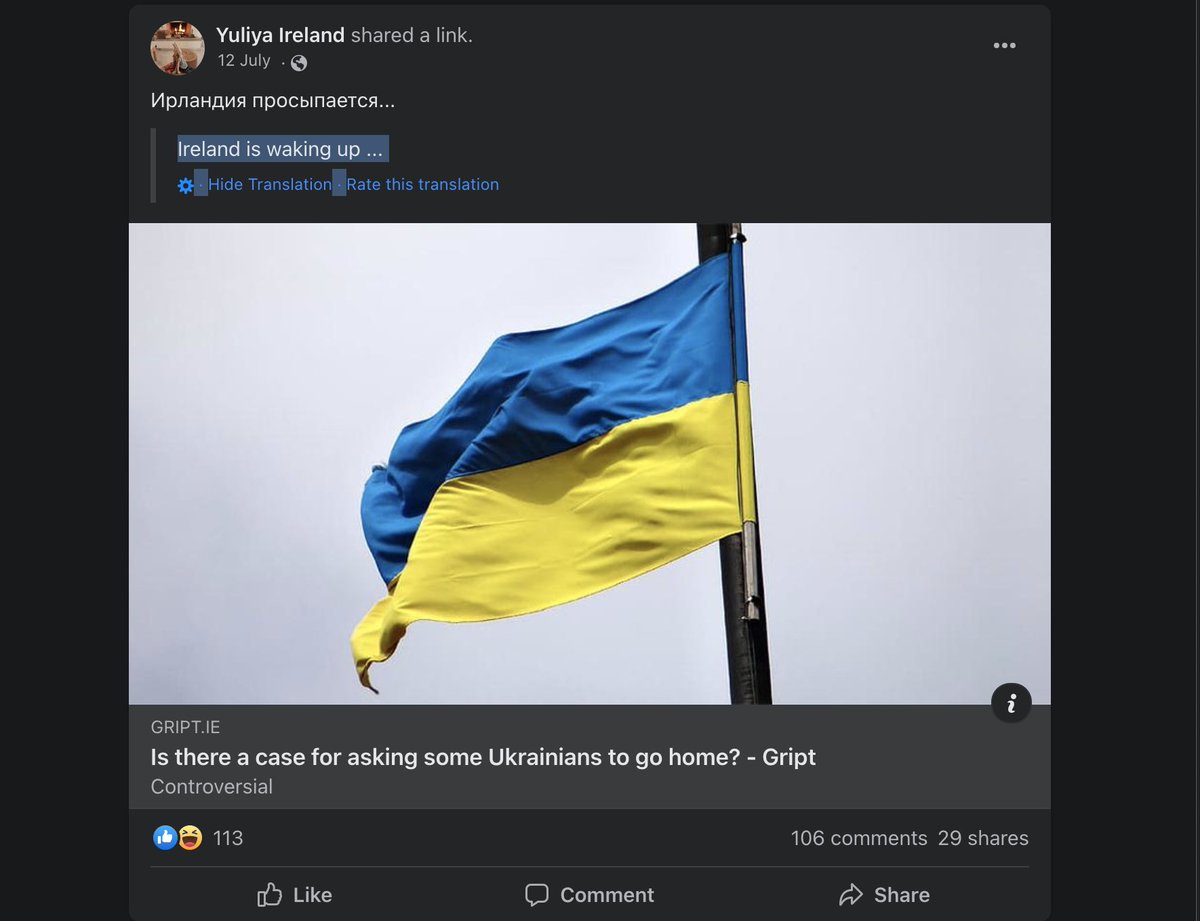 Yuliya Ireland shared a link.
12 July ·
Ирландия просыпается...
Ireland is waking up ...
· Hide Translation · Rate this translation
GRIPT.IE
Is there a case for asking some Ukrainians to go home? - Gript
Controversial
113 106 comments 29 shares
Like Comment Share